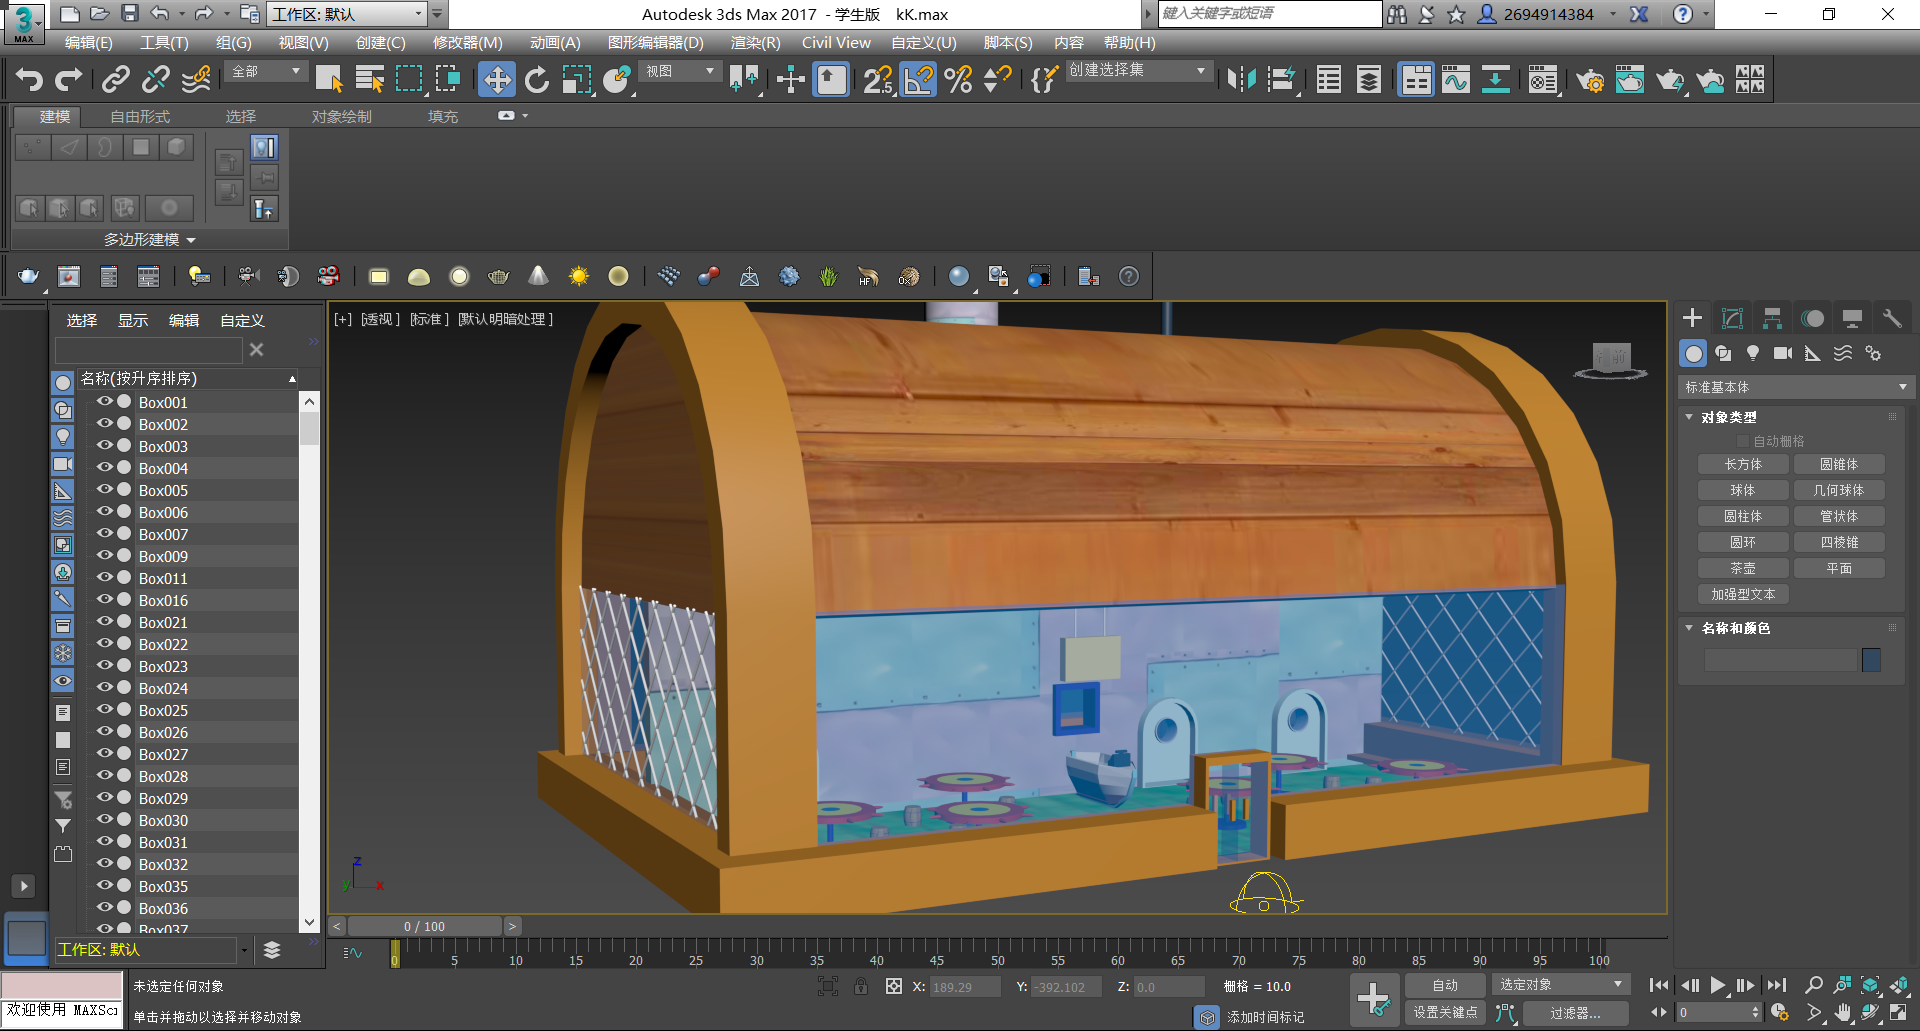 3
MAX
工作区: 默认
Autodesk 3ds Max 2017 - 学生版 kK.max
键入关键字或短语
2694914384
编辑(E) 工具(T) 组(G) 视图(V) 创建(C) 修改器(M) 动画(A) 图形编辑器(D) 渲染(R) Civil View 自定义(U) 脚本(S) 内容 帮助(H)
全部
视图
2.5
创建选择集
建模 自由形式 选择 对象绘制 填充
多边形建模
选择 显示 编辑 自定义
名称(按升序排序)
Box001
Box002
Box003
Box004
Box005
Box006
Box007
Box009
Box011
Box016
Box021
Box022
Box023
Box024
Box025
Box026
Box027
Box028
Box029
Box030
Box031
Box032
Box035
Box036
Box037
工作区: 默认
[+] [透视] [标准] [默认明暗处理]
z
y x
标准基本体
对象类型
自动栅格
长方体 圆锥体
球体 几何球体
圆柱体 管状体
圆环 四棱锥
茶壶 平面
加强型文本
名称和颜色
< 0 / 100 >
0 5 10 15 20 25 30 35 40 45 50 55 60 65 70 75 80 85 90 95 100
未选定任何对象
X: 189.29 Y: -392.102 Z: 0.0 栅格 = 10.0
自动 选定对象
欢迎使用 MAXSc
单击并拖动以选择并移动对象
添加时间标记
设置关键点 过滤器...
0